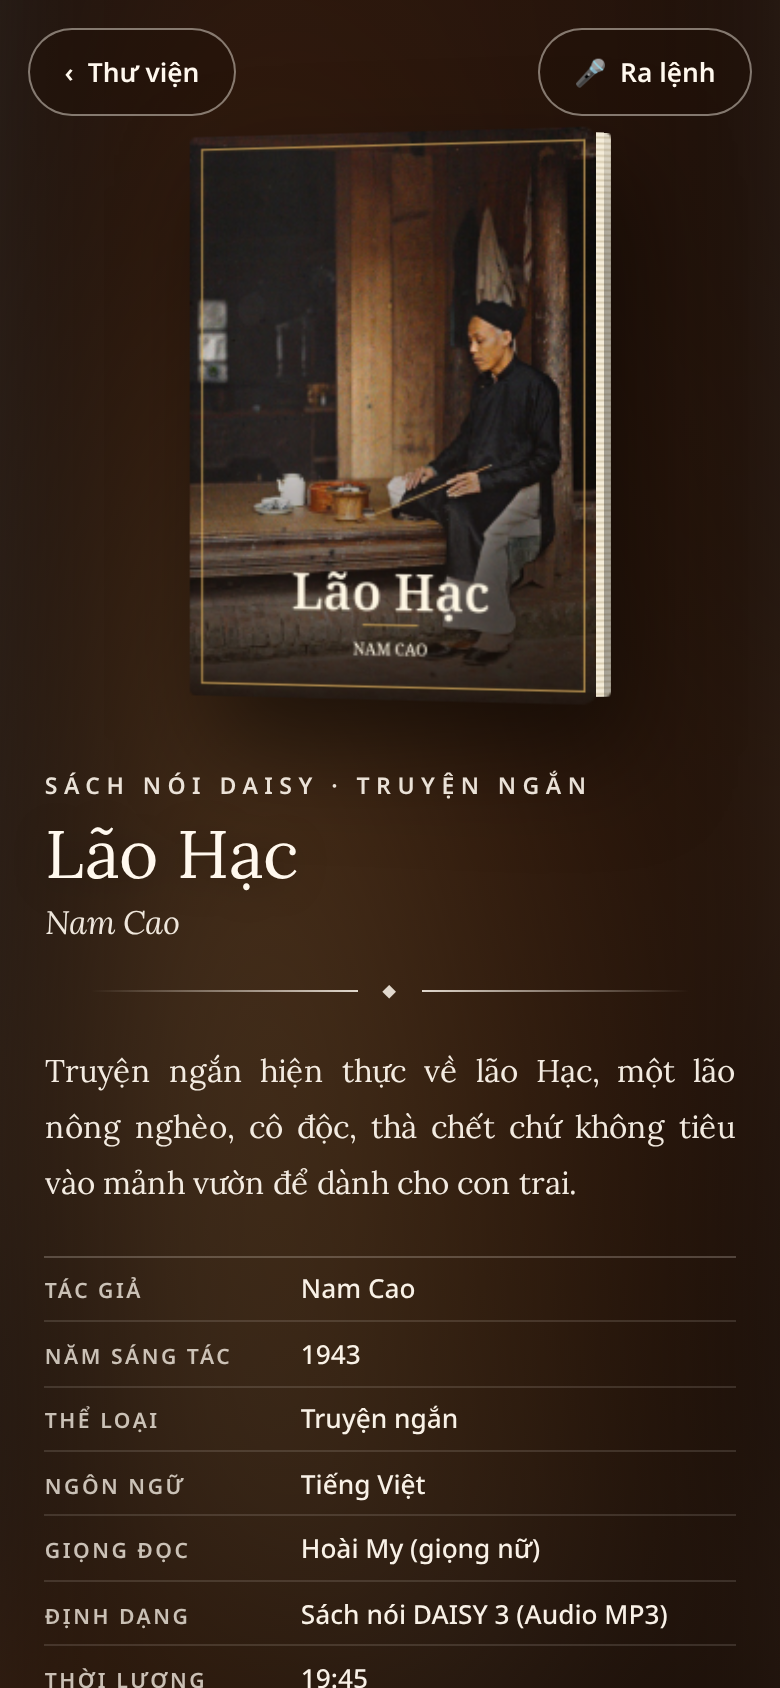 ‹ Thư viện
🎤 Ra lệnh
Lão Hạc
NAM CAO
SÁCH NÓI DAISY · TRUYỆN NGẮN
Lão Hạc
Nam Cao
Truyện ngắn hiện thực về lão Hạc, một lão
nông nghèo, cô độc, thà chết chứ không tiêu
vào mảnh vườn để dành cho con trai.
TÁC GIẢ Nam Cao
NĂM SÁNG TÁC 1943
THỂ LOẠI Truyện ngắn
NGÔN NGỮ Tiếng Việt
GIỌNG ĐỌC Hoài My (giọng nữ)
ĐỊNH DẠNG Sách nói DAISY 3 (Audio MP3)
THỜI LƯỢNG 19:45